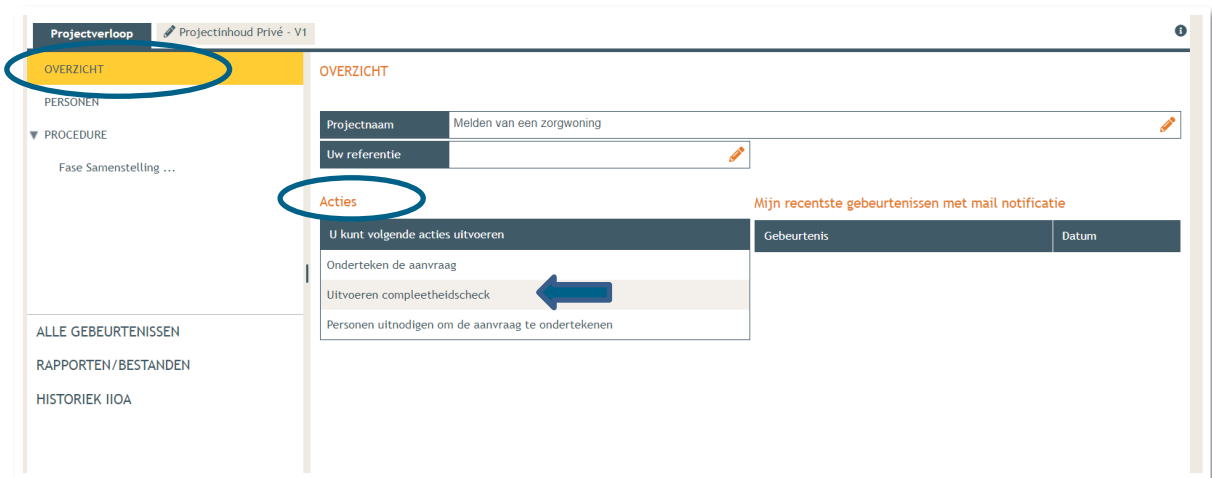 Projectverloop
Projectinhoud Privé - V1
OVERZICHT
PERSONEN
PROCEDURE
Fase Samenstelling ...
ALLE GEBEURTENISSEN
RAPPORTEN/BESTANDEN
HISTORIEK IIOA
OVERZICHT
Projectnaam Melden van een zorgwoning
Uw referentie
Acties
U kunt volgende acties uitvoeren
Onderteken de aanvraag
Uitvoeren compleetheidscheck
Personen uitnodigen om de aanvraag te ondertekenen
Mijn recentste gebeurtenissen met mail notificatie
Gebeurtenis Datum